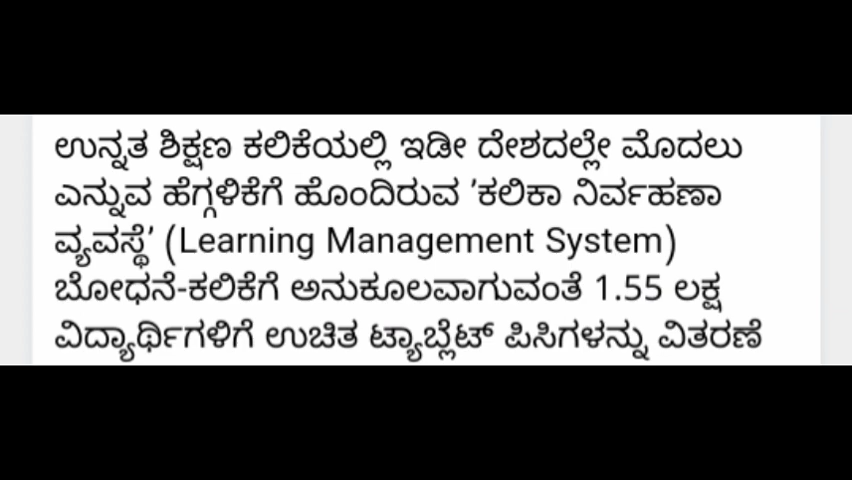 ಉನ್ನತ ಶಿಕ್ಷಣ ಕಲಿಕೆಯಲ್ಲಿ ಇಡೀ ದೇಶದಲ್ಲೇ ಮೊದಲು
ಎನ್ನುವ ಹೆಗ್ಗಳಿಕೆಗೆ ಹೊಂದಿರುವ 'ಕಲಿಕಾ ನಿರ್ವಹಣಾ
ವ್ಯವಸ್ಥೆ' (Learning Management System)
ಬೋಧನೆ-ಕಲಿಕೆಗೆ ಅನುಕೂಲವಾಗುವಂತೆ 1.55 ಲಕ್ಷ
ವಿದ್ಯಾರ್ಥಿಗಳಿಗೆ ಉಚಿತ ಟ್ಯಾಬ್ಲೆಟ್ ಪಿಸಿಗಳನ್ನು ವಿತರಣೆ